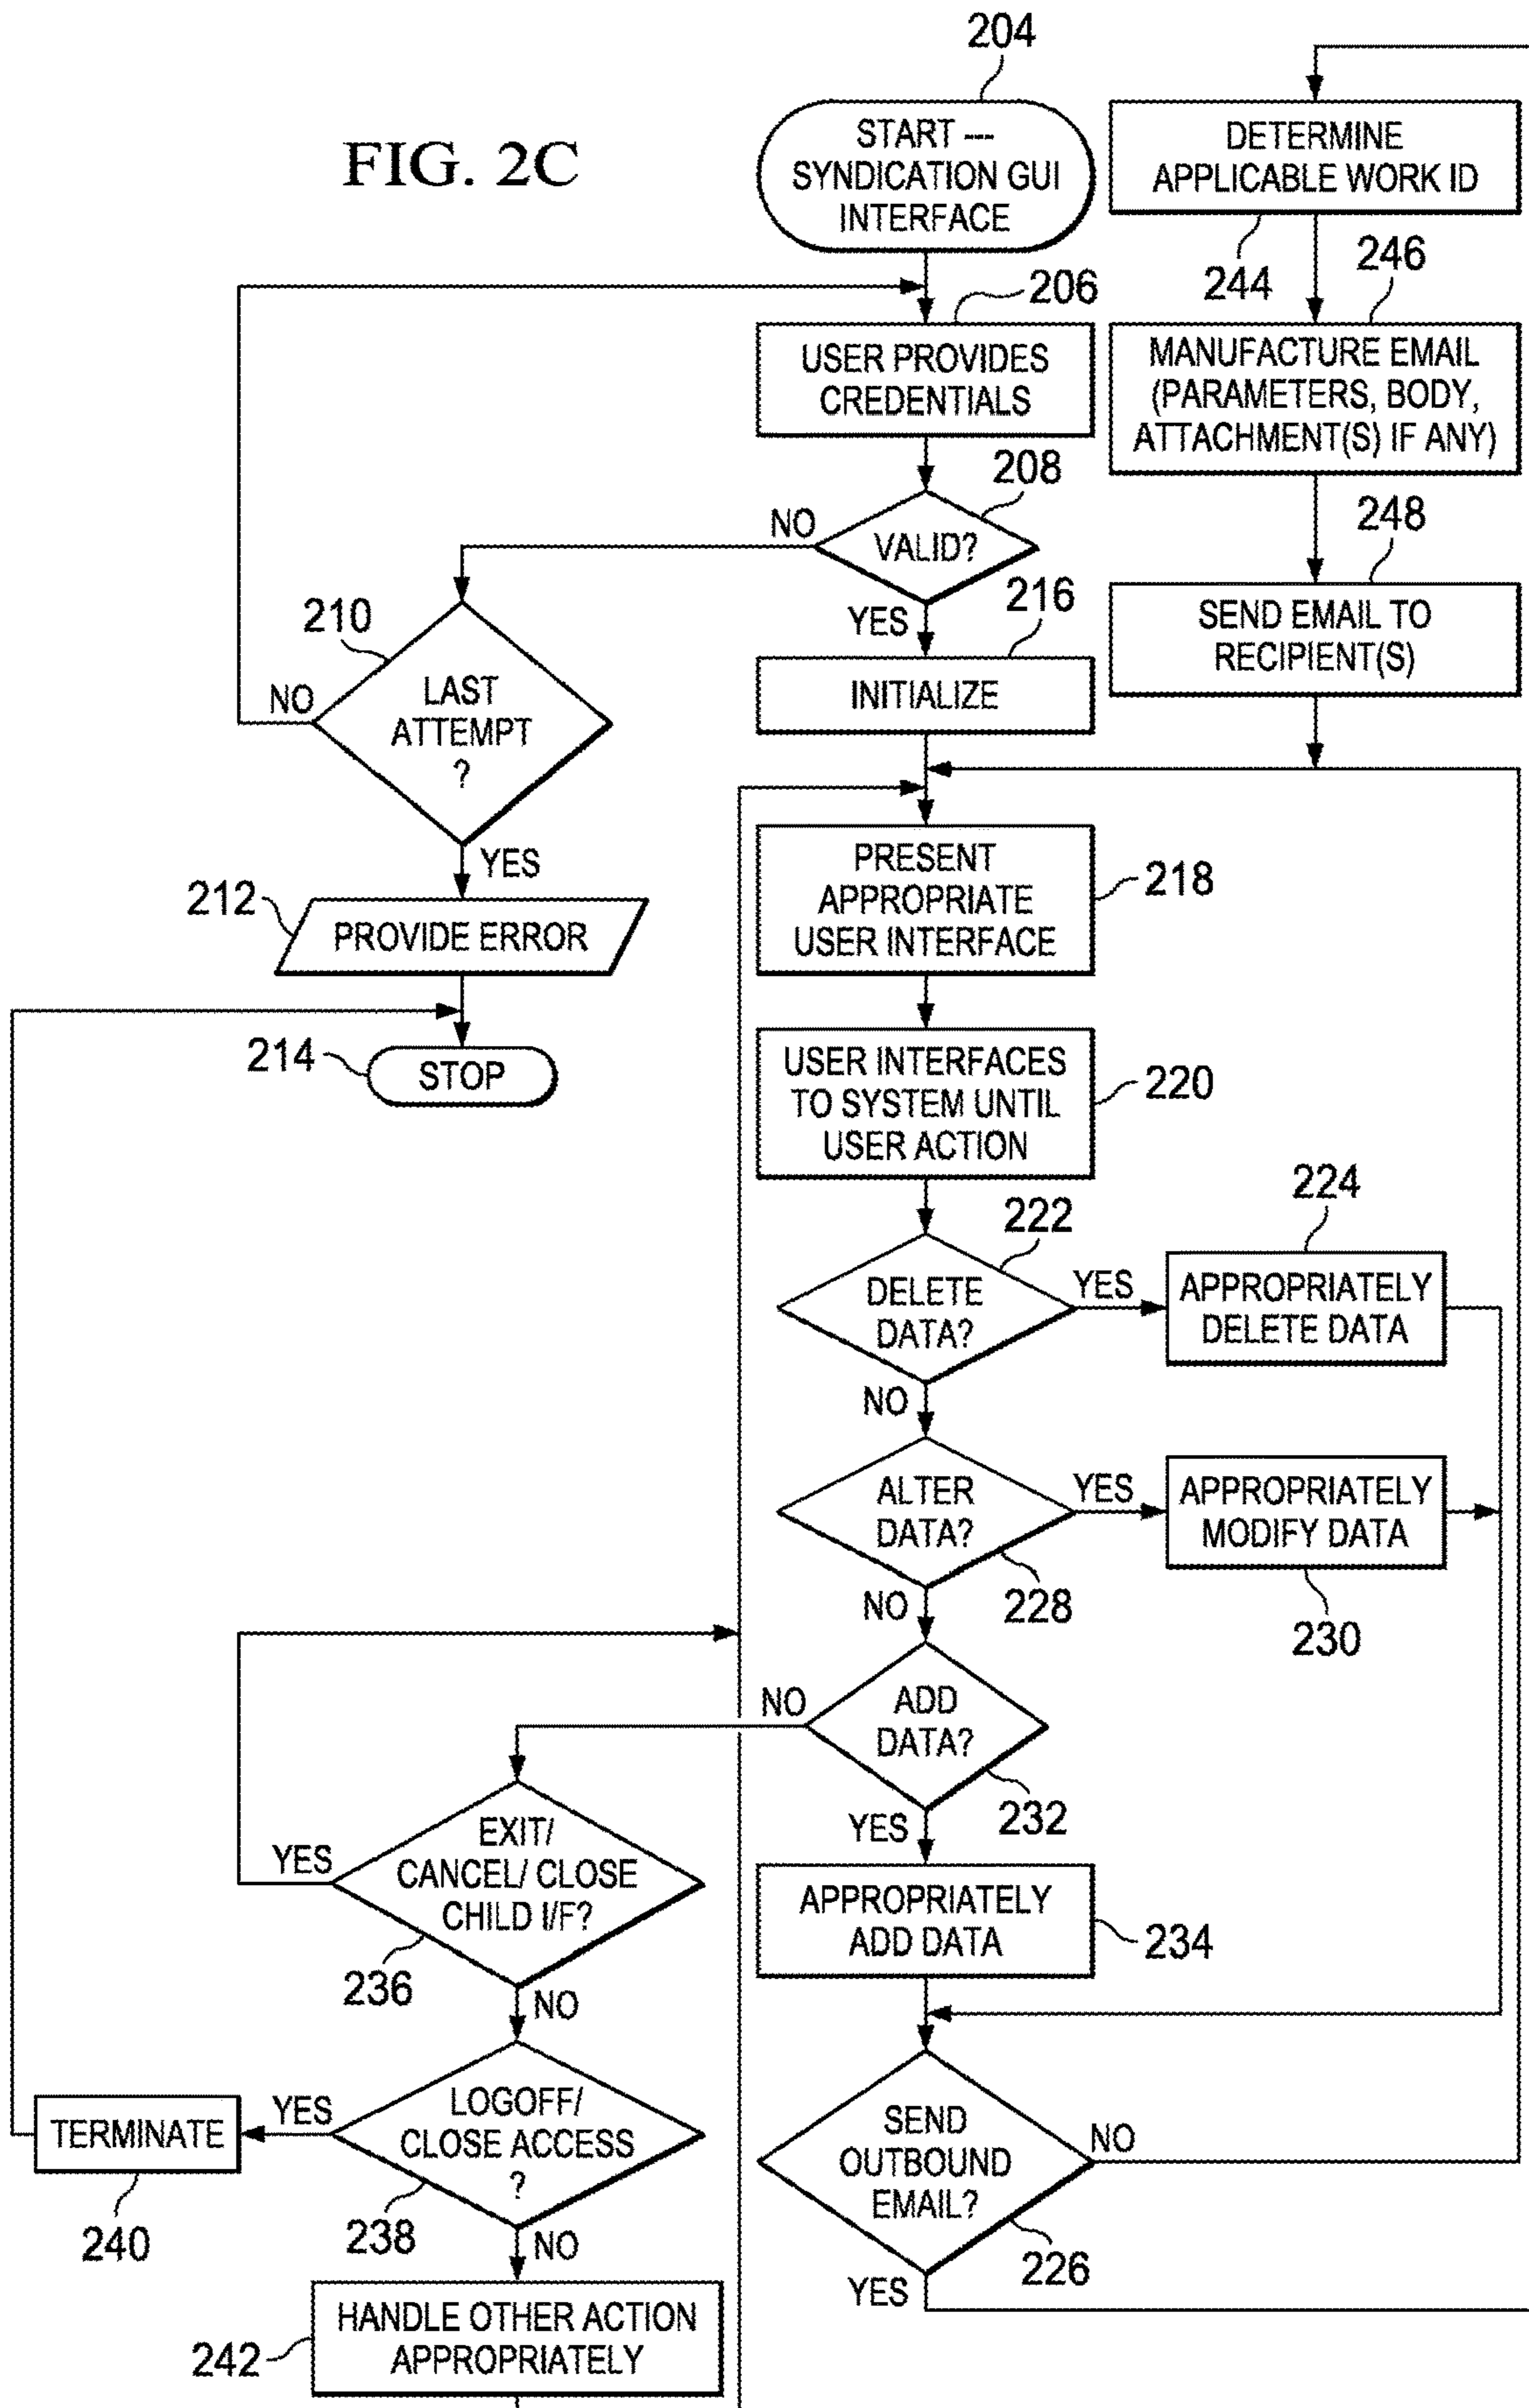 FIG. 2C
204
START ---
SYNDICATION GUI
INTERFACE
206
USER PROVIDES
CREDENTIALS
208
VALID?
NO
YES
210
LAST
ATTEMPT
?
NO
YES
212
PROVIDE ERROR
214
STOP
216
INITIALIZE
PRESENT
APPROPRIATE
USER INTERFACE
218
USER INTERFACES
TO SYSTEM UNTIL
USER ACTION
220
222
DELETE
DATA?
YES
NO
224
APPROPRIATELY
DELETE DATA
ALTER
DATA?
228
YES
NO
APPROPRIATELY
MODIFY DATA
230
ADD
DATA?
232
NO
YES
APPROPRIATELY
ADD DATA
234
EXIT/
CANCEL/ CLOSE
CHILD I/F?
236
YES
NO
LOGOFF/
CLOSE ACCESS
?
238
YES
NO
TERMINATE
240
HANDLE OTHER ACTION
APPROPRIATELY
242
SEND
OUTBOUND
EMAIL?
226
NO
YES
DETERMINE
APPLICABLE WORK ID
244
246
MANUFACTURE EMAIL
(PARAMETERS, BODY,
ATTACHMENT(S) IF ANY)
248
SEND EMAIL TO
RECIPIENT(S)